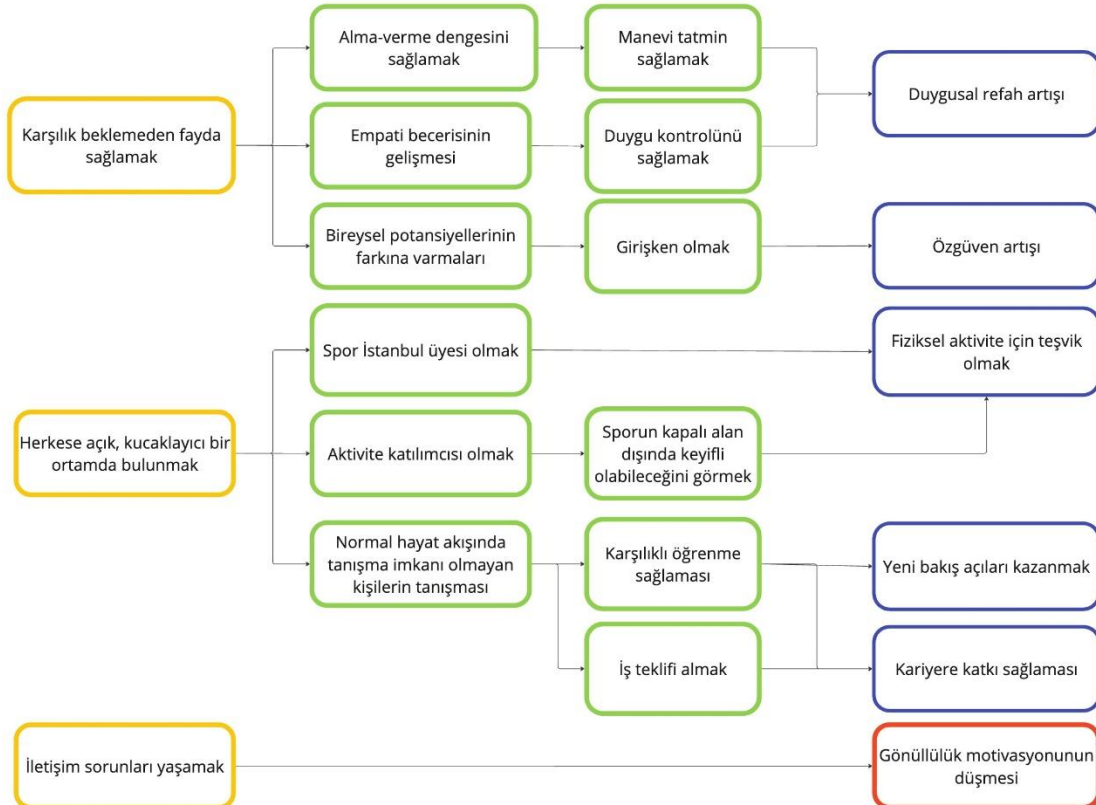 Alma-verme dengesini
sağlamak
Manevi tatmin
sağlamak
Duygusal refah artışı
Karşılık beklemeden fayda
sağlamak
Empati becerisinin
gelişmesi
Duygu kontrolünü
sağlamak
Bireysel potansiyellerinin
farkına varmaları
Girişken olmak
Özgüven artışı
Spor İstanbul üyesi olmak
Fiziksel aktivite için teşvik
olmak
Herkese açık, kucaklayıcı bir
ortamda bulunmak
Aktivite katılımcısı olmak
Sporun kapalı alan
dışında keyifli
olabileceğini görmek
Normal hayat akışında
tanışma imkanı olmayan
kişilerin tanışması
Karşılıklı öğrenme
sağlaması
Yeni bakış açıları kazanmak
İş teklifi almak
Kariyere katkı sağlaması
İletişim sorunları yaşamak
Gönüllülük motivasyonunun
düşmesi